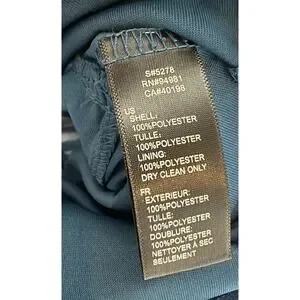 S#5278
RN#94981
CA#40198
US
SHELL:
100%POLYESTER
TULLE:
100%POLYESTER
LINING:
100%POLYESTER
DRY CLEAN ONLY
FR
EXTERIEUR:
100%POLYESTER
TULLE:
100%POLYESTER
DOUBLURE:
100%POLYESTER
NETTOYER À SEC
SEULEMENT